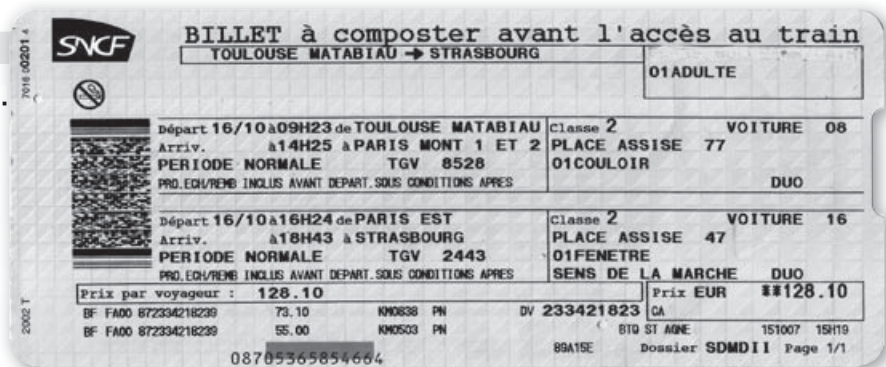 SNCF
BILLET à composter avant l'accès au train
TOULOUSE MATABIAU → STRASBOURG
01ADULTE
7016 002014
Départ 16/10 à09H23 de TOULOUSE MATABIAU Classe 2 VOITURE 08
Arriv. à14H25 à PARIS MONT 1 ET 2 PLACE ASSISE 77
PERIODE NORMALE TGV 8528 01COULOIR
PRO.ECH/REMB INCLUS AVANT DEPART.SOUS CONDITIONS APRES DUO
Départ 16/10 à16H24 de PARIS EST Classe 2 VOITURE 16
Arriv. à18H43 à STRASBOURG PLACE ASSISE 47
PERIODE NORMALE TGV 2443 01FENETRE
PRO.ECH/REMB INCLUS AVANT DEPART.SOUS CONDITIONS APRES SENS DE LA MARCHE DUO
Prix par voyageur : 128.10 Prix EUR **128.10
BF FA00 872334218239 73.10 KM0838 PN DV 233421823 CA
BF FA00 872334218239 55.00 KM0503 PN BTQ ST AGNE 151007 15H19
2002 T
89A15E Dossier SDMDII Page 1/1
08705365854664